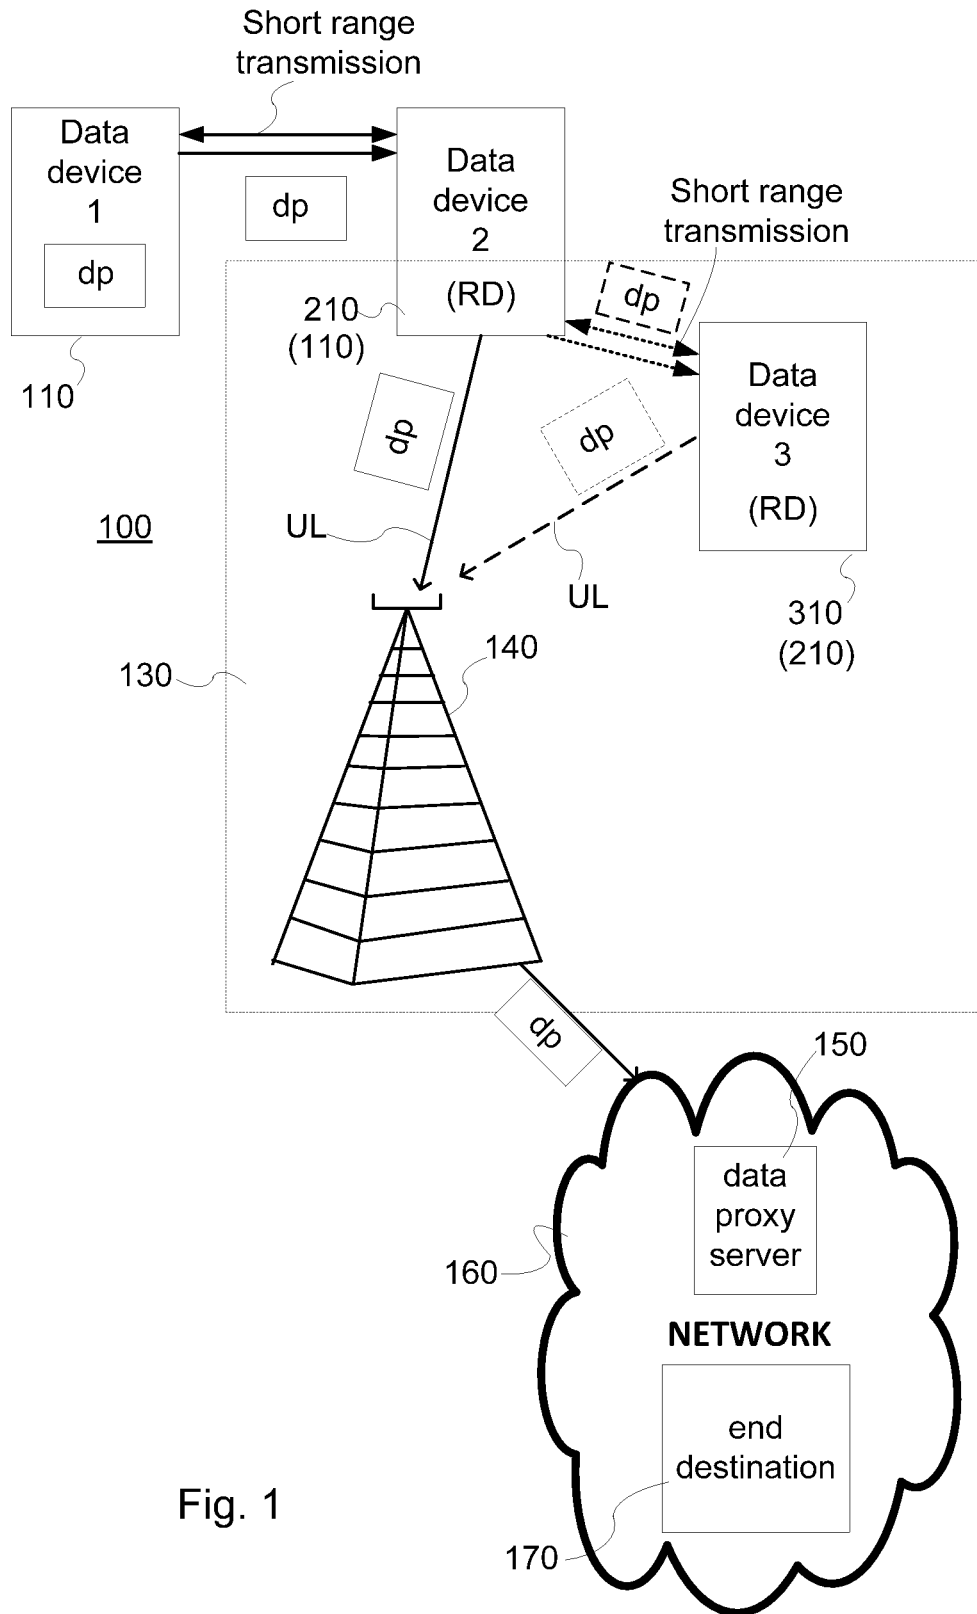 Short range
transmission
Data
device
1
dp
110
dp
Data
device
2
(RD)
210
(110)
Short range
transmission
dp
Data
device
3
(RD)
310
(210)
dp
dp
UL
UL
100
130
140
dp
150
data
proxy
server
160
NETWORK
end
destination
170
Fig. 1